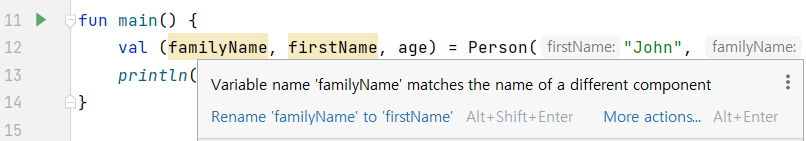 11 fun main() {
12 val (familyName, firstName, age) = Person( firstName: "John", familyName:
13 println(
Variable name 'familyName' matches the name of a different component
14 }
Rename 'familyName' to 'firstName' Alt+Shift+Enter More actions... Alt+Enter
15